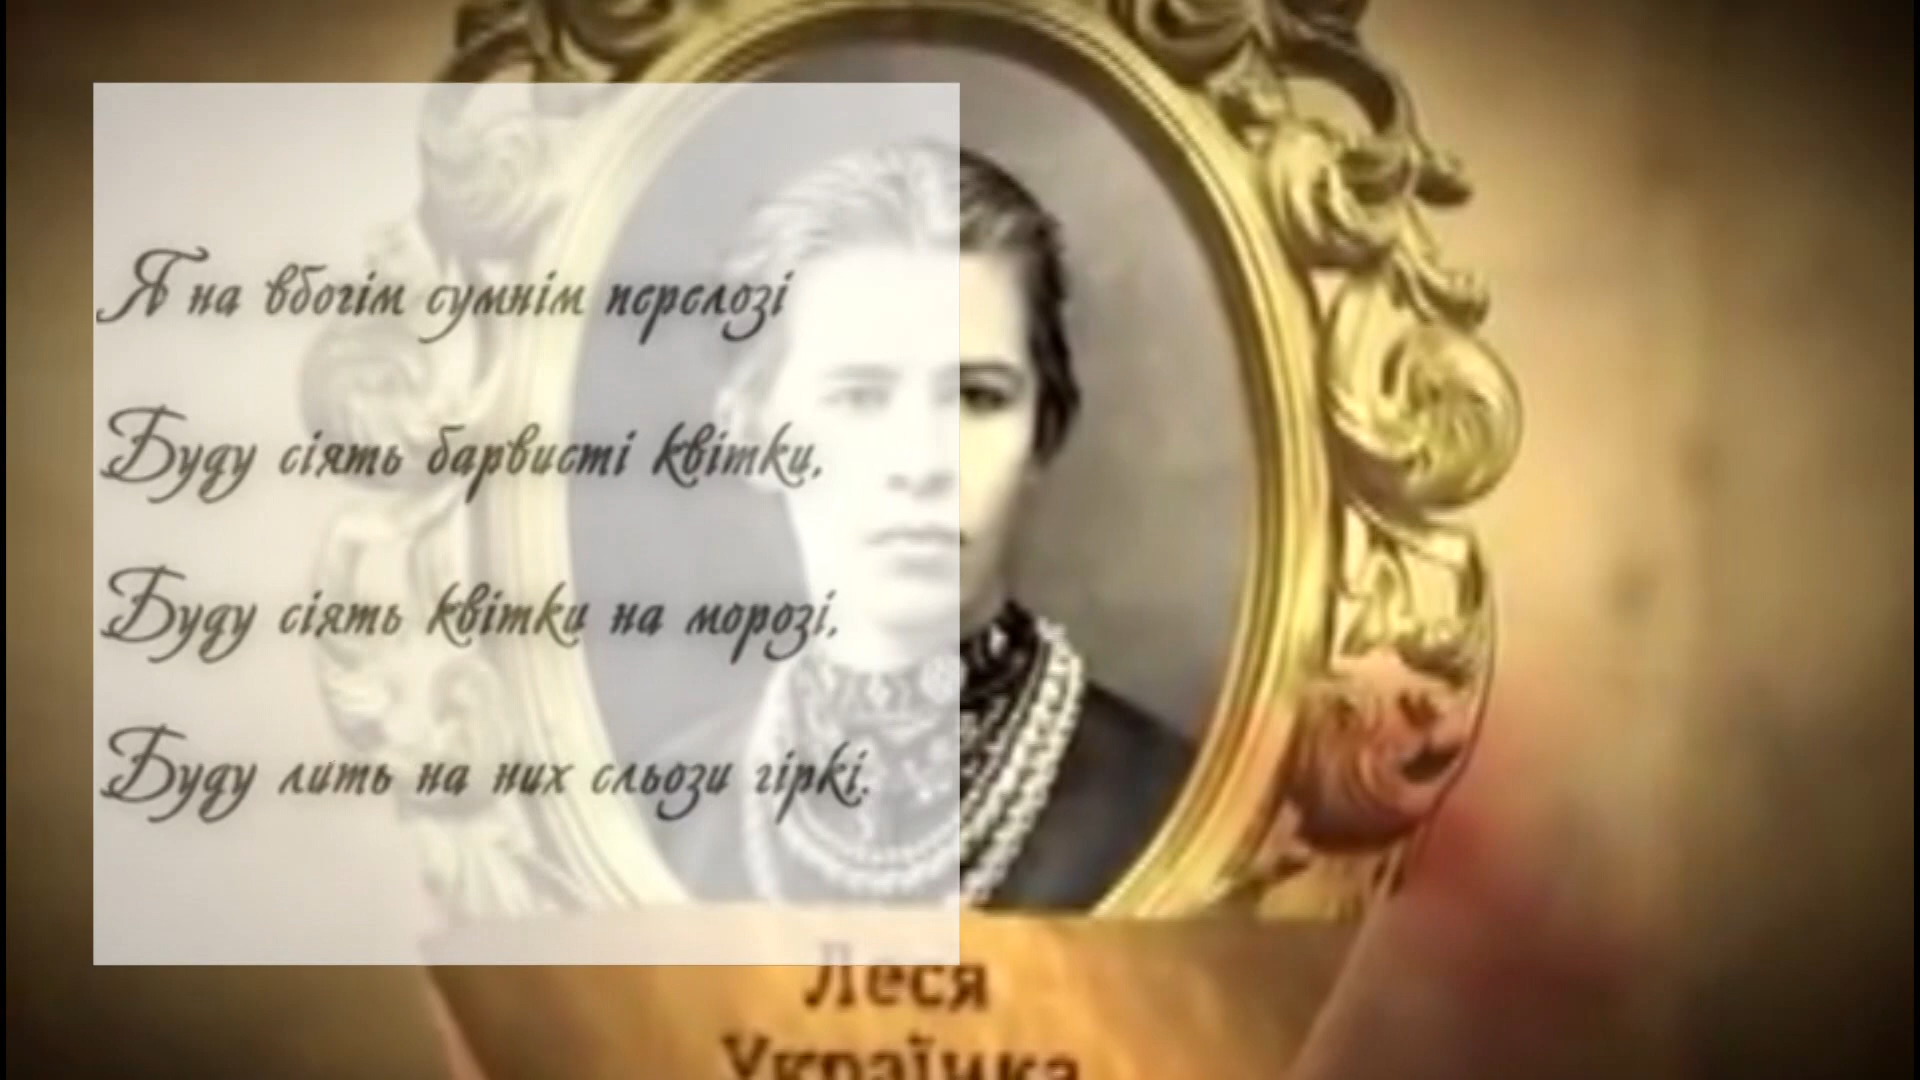 Я на вбогім сумнім перелозі
Буду сіять барвисті квітки,
Буду сіять квітки на морозі,
Буду лить на них сльози гіркі.
Леся
Українка